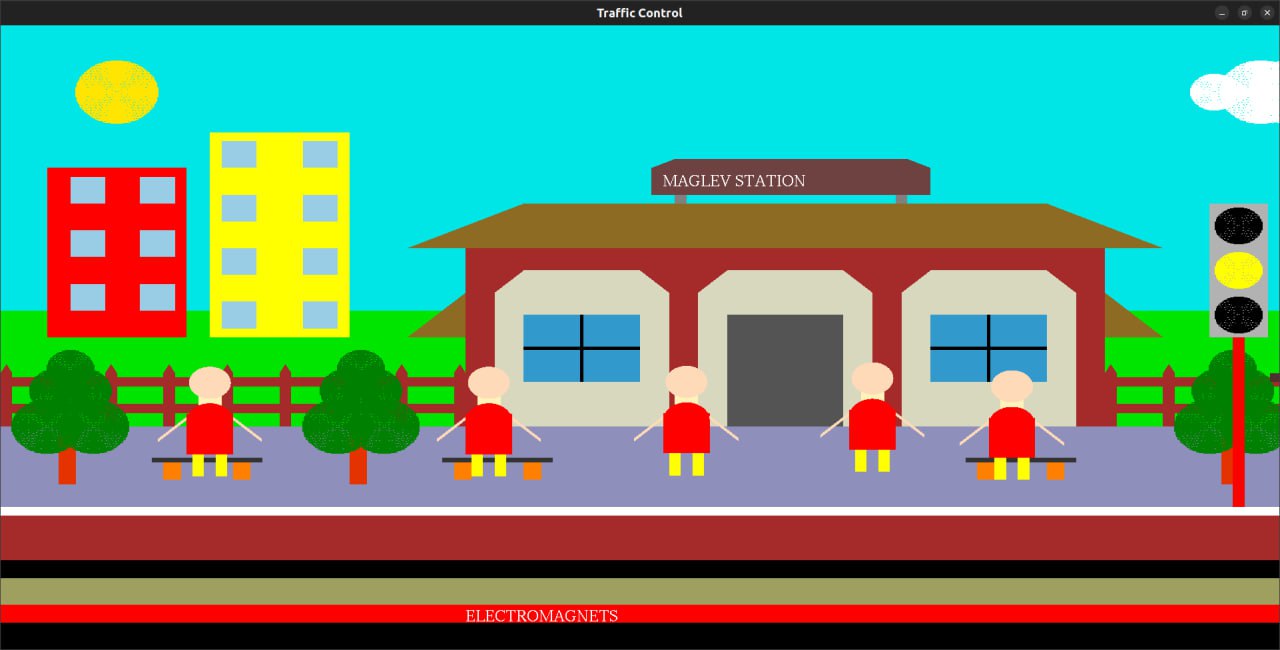 Traffic Control
MAGLEV STATION
ELECTROMAGNETS